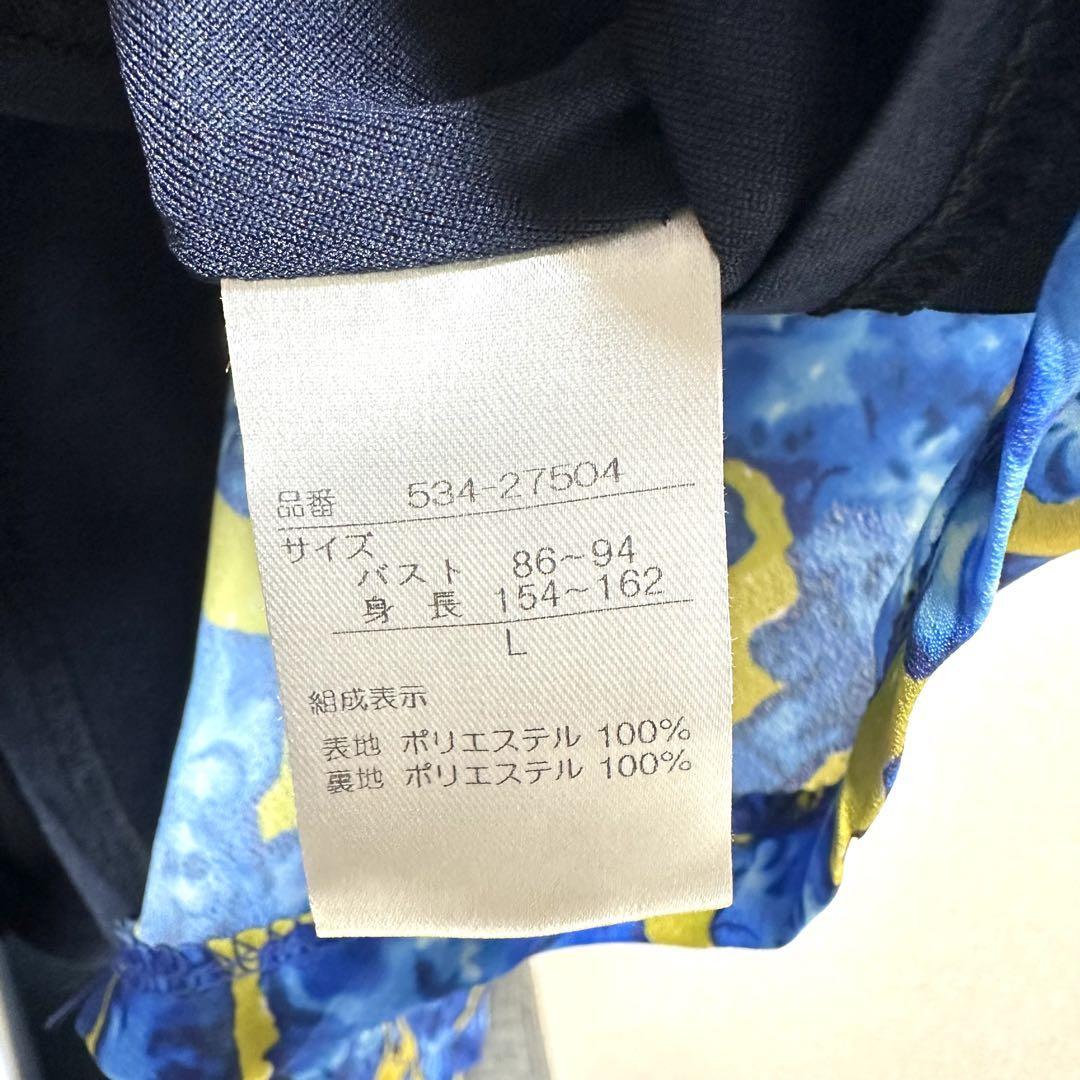 品番 534-27504
サイズ
バスト 86~94
身長 154~162
L
組成表示
表地 ポリエステル 100%
裏地 ポリエステル 100%